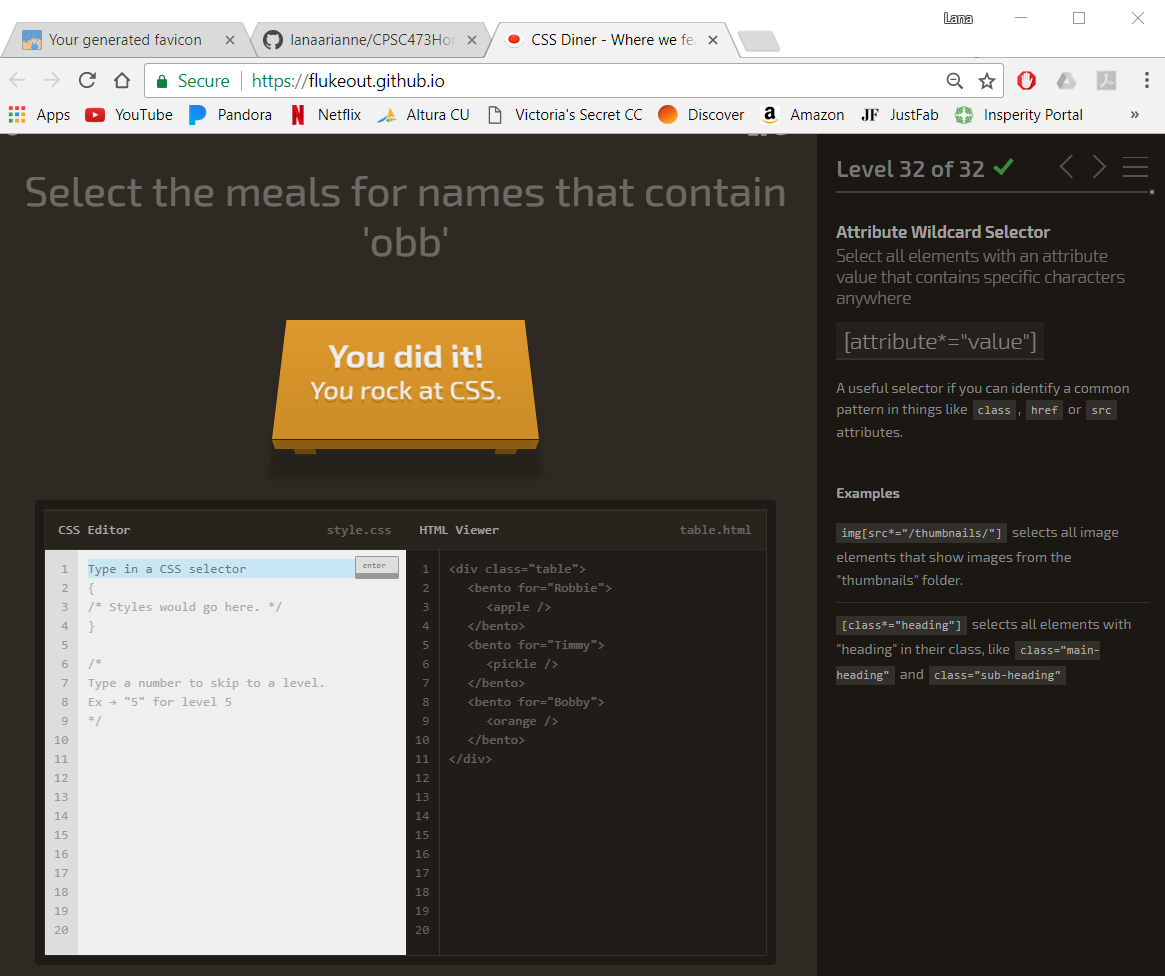 Lana
Your generated favicon
lanaarianne/CPSC473Ho
CSS Diner - Where we fe
Secure
https://flukeout.github.io
Apps
YouTube
Pandora
Netflix
Altura CU
Victoria's Secret CC
Discover
Amazon
JustFab
Insperity Portal
»
Select the meals for names that contain
'obb'
You did it!
You rock at CSS.
CSS Editor
style.css
HTML Viewer
table.html
1 Type in a CSS selector
enter
2 {
3 /* Styles would go here. */
4 }
5
6 /*
7 Type a number to skip to a level.
8 Ex → "5" for level 5
9 */
10
11
12
13
14
15
16
17
18
19
20
1 <div class="table">
2 <bento for="Robbie">
3 <apple />
4 </bento>
5 <bento for="Timmy">
6 <pickle />
7 </bento>
8 <bento for="Bobby">
9 <orange />
10 </bento>
11 </div>
12
13
14
15
16
17
18
19
20
Level 32 of 32
Attribute Wildcard Selector
Select all elements with an attribute
value that contains specific characters
anywhere
[attribute*="value"]
A useful selector if you can identify a common
pattern in things like class , href or src
attributes.
Examples
img[src*="/thumbnails/"] selects all image
elements that show images from the
"thumbnails" folder.
[class*="heading"] selects all elements with
"heading" in their class, like class="main-
heading" and class="sub-heading"